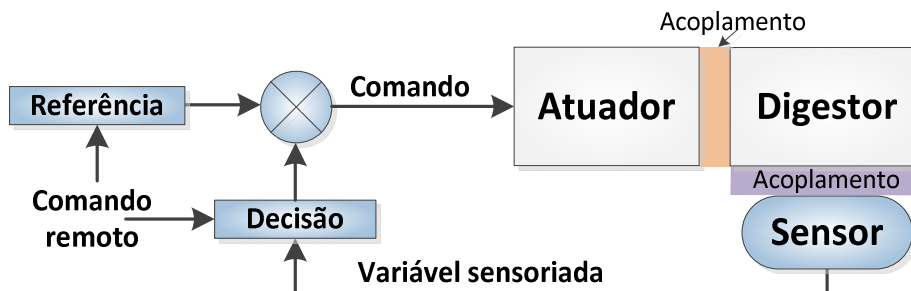 Acoplamento
Referência
Comando
Atuador
Digestor
Comando
remoto
Decisão
Acoplamento
Sensor
Variável sensoriada